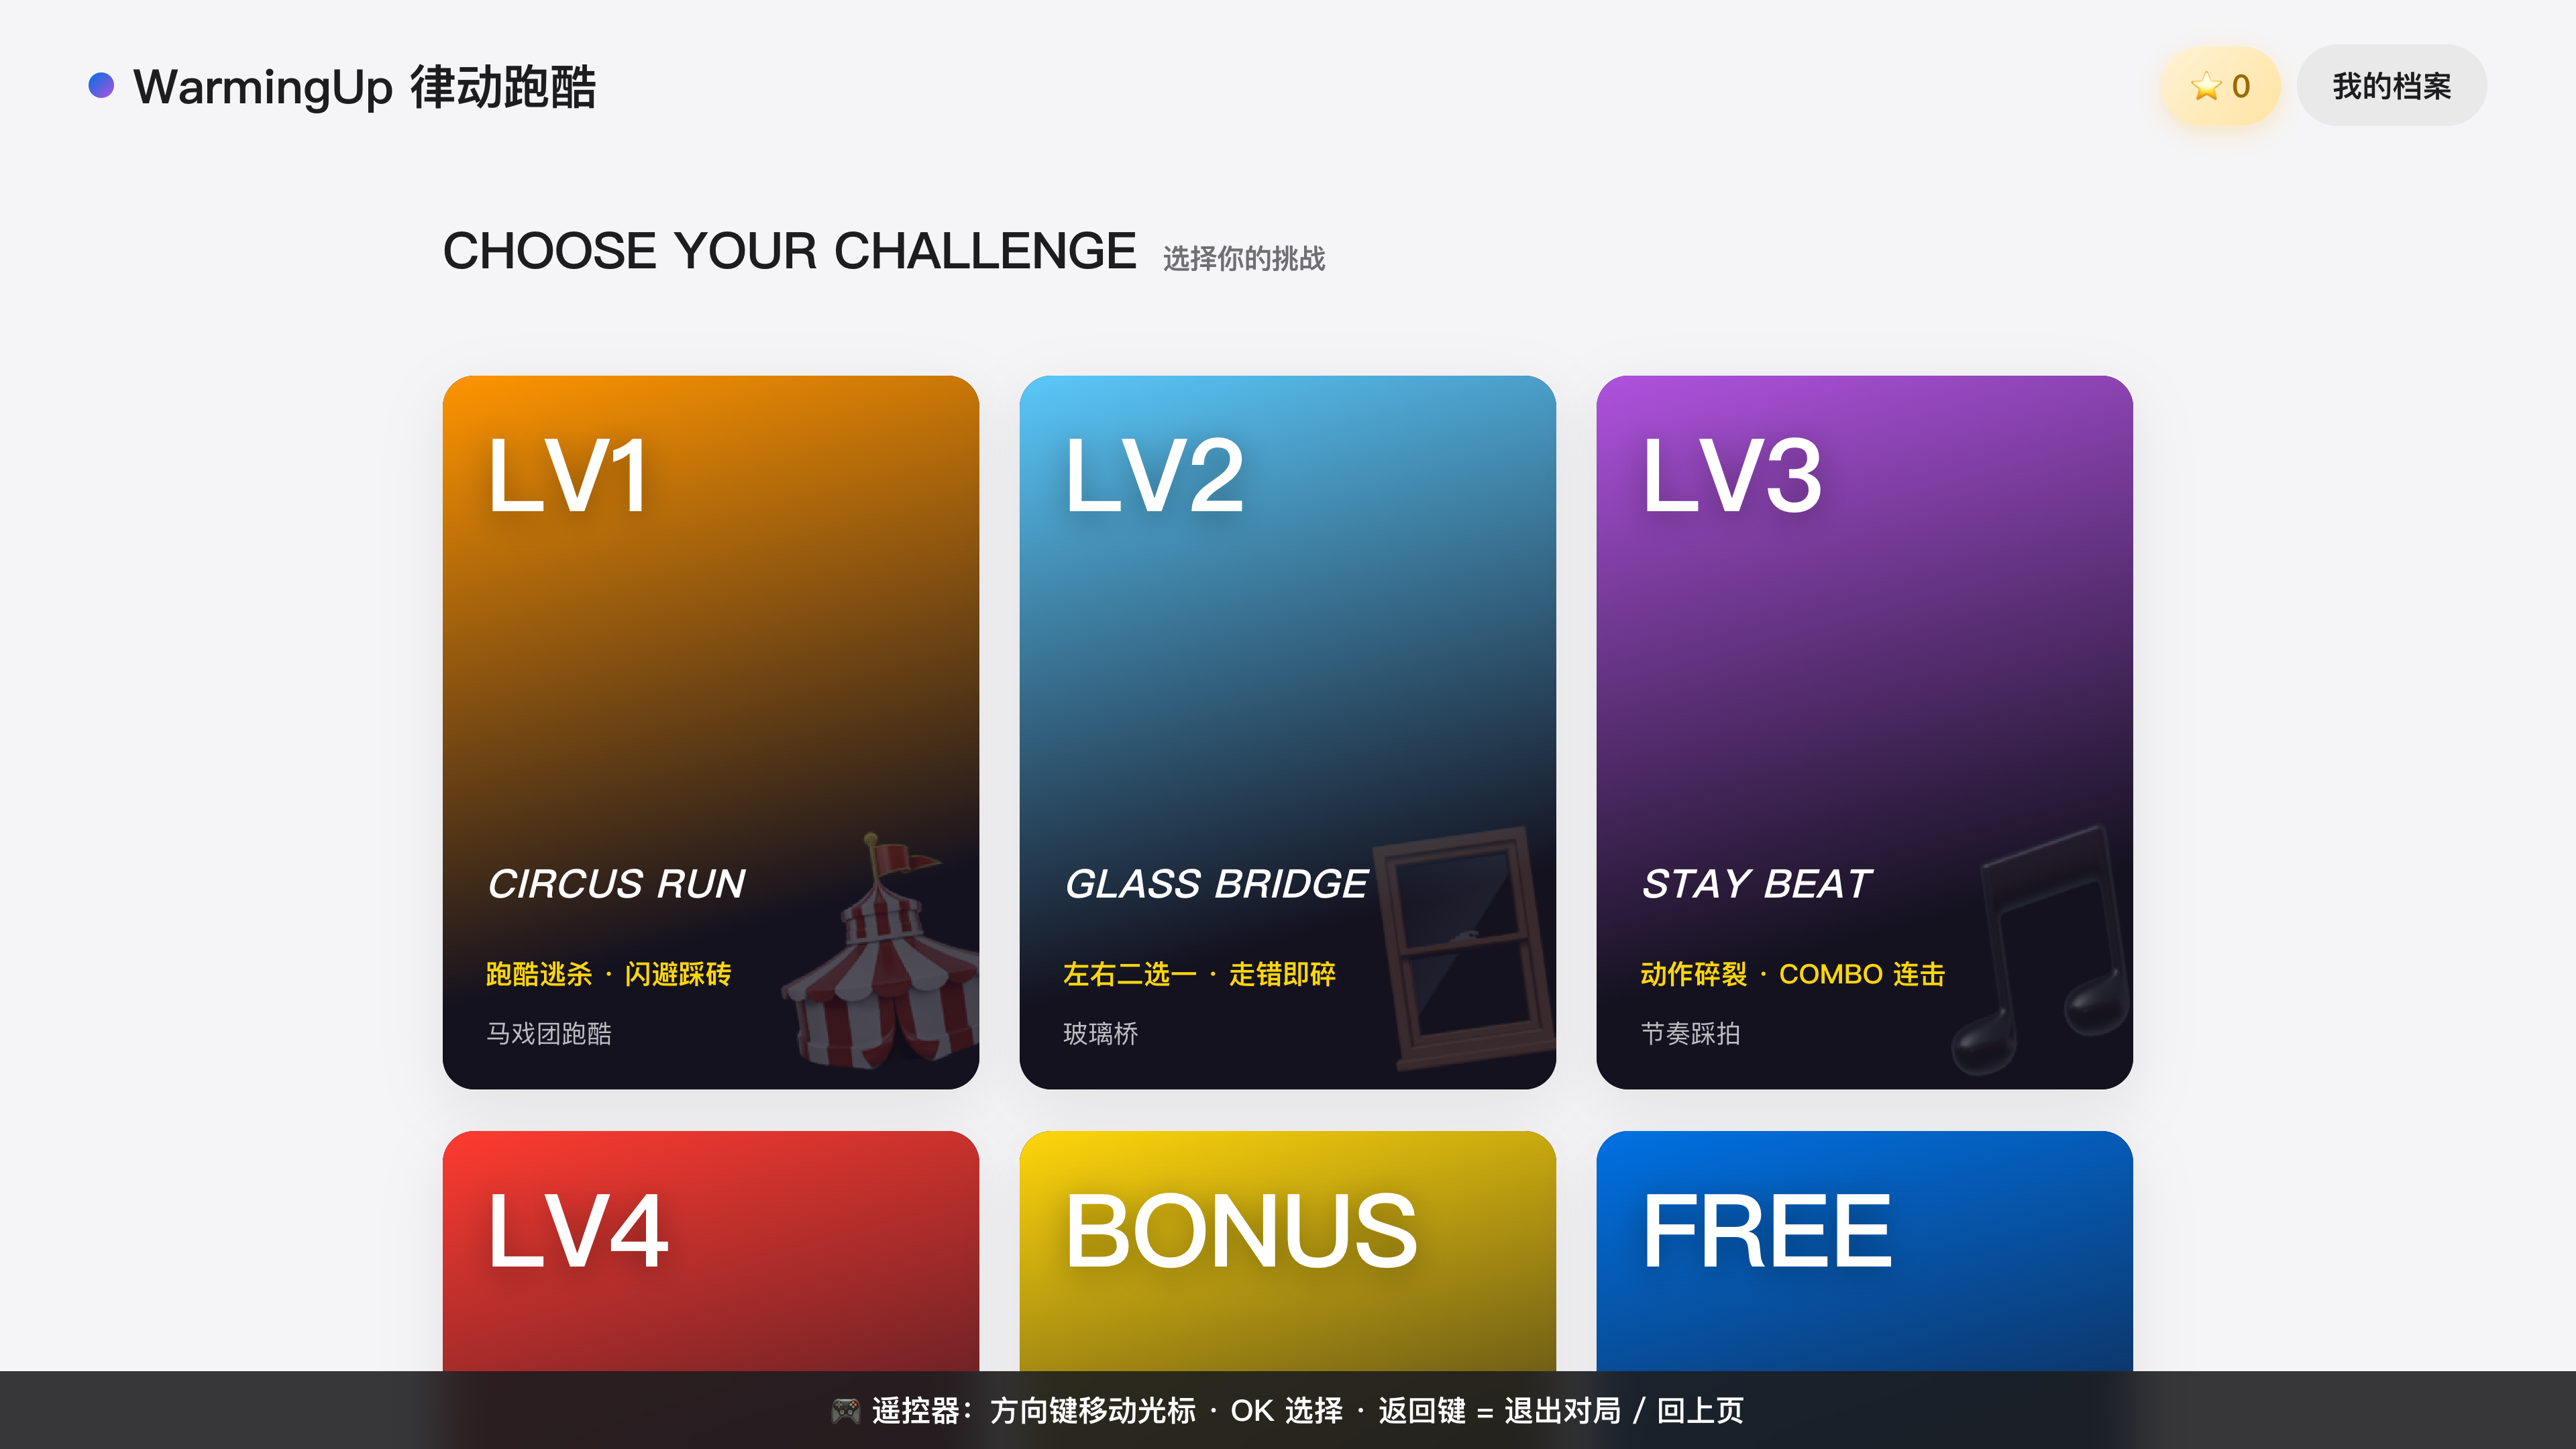 WarmingUp 律动跑酷
⭐ 0
我的档案
CHOOSE YOUR CHALLENGE 选择你的挑战
LV1
CIRCUS RUN
跑酷逃杀 · 闪避踩砖
马戏团跑酷
LV2
GLASS BRIDGE
左右二选一 · 走错即碎
玻璃桥
LV3
STAY BEAT
动作碎裂 · COMBO 连击
节奏踩拍
LV4
BONUS
FREE
🎮 遥控器：方向键移动光标 · OK 选择 · 返回键 = 退出对局 / 回上页